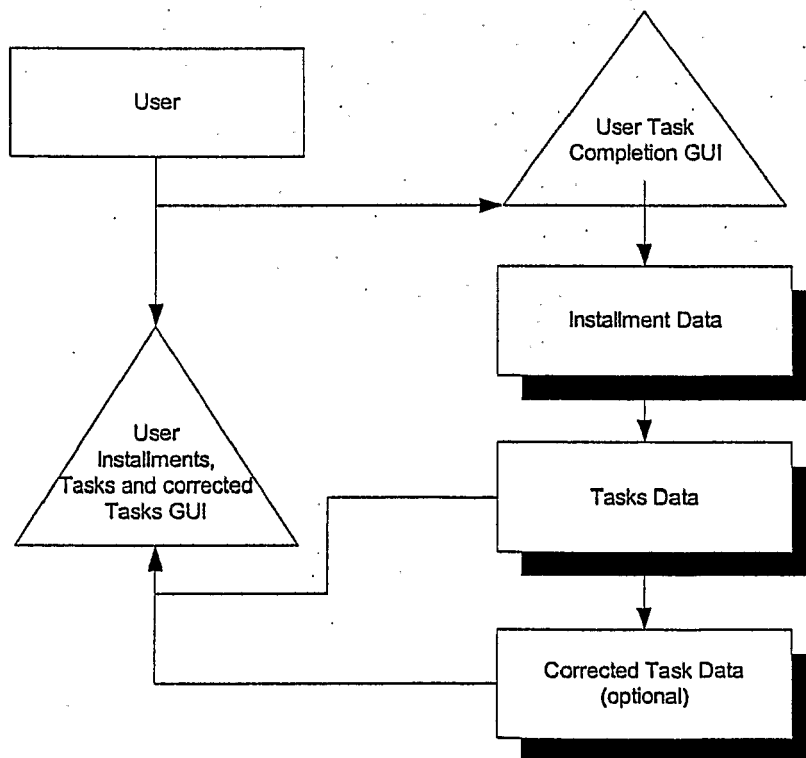 User
User Task
Completion GUI
Installment Data
User
Installments,
Tasks and corrected
Tasks GUI
Tasks Data
Corrected Task Data
(optional)